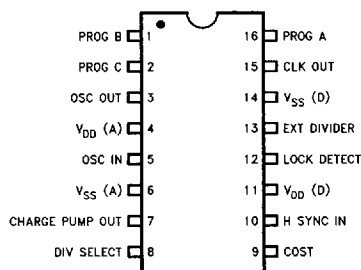 PROG B 1 16 PROG A
PROG C 2 15 CLK OUT
OSC OUT 3 14 VSS (D)
VDD (A) 4 13 EXT DIVIDER
OSC IN 5 12 LOCK DETECT
VSS (A) 6 11 VDD (D)
CHARGE PUMP OUT 7 10 H SYNC IN
DIV SELECT 8 9 COST